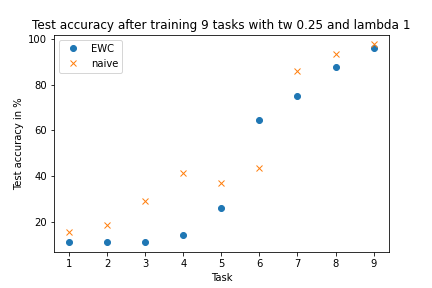 Test accuracy after training 9 tasks with tw 0.25 and lambda 1
100
EWC
naive
80
60
40
20
Test accuracy in %
1 2 3 4 5 6 7 8 9
Task